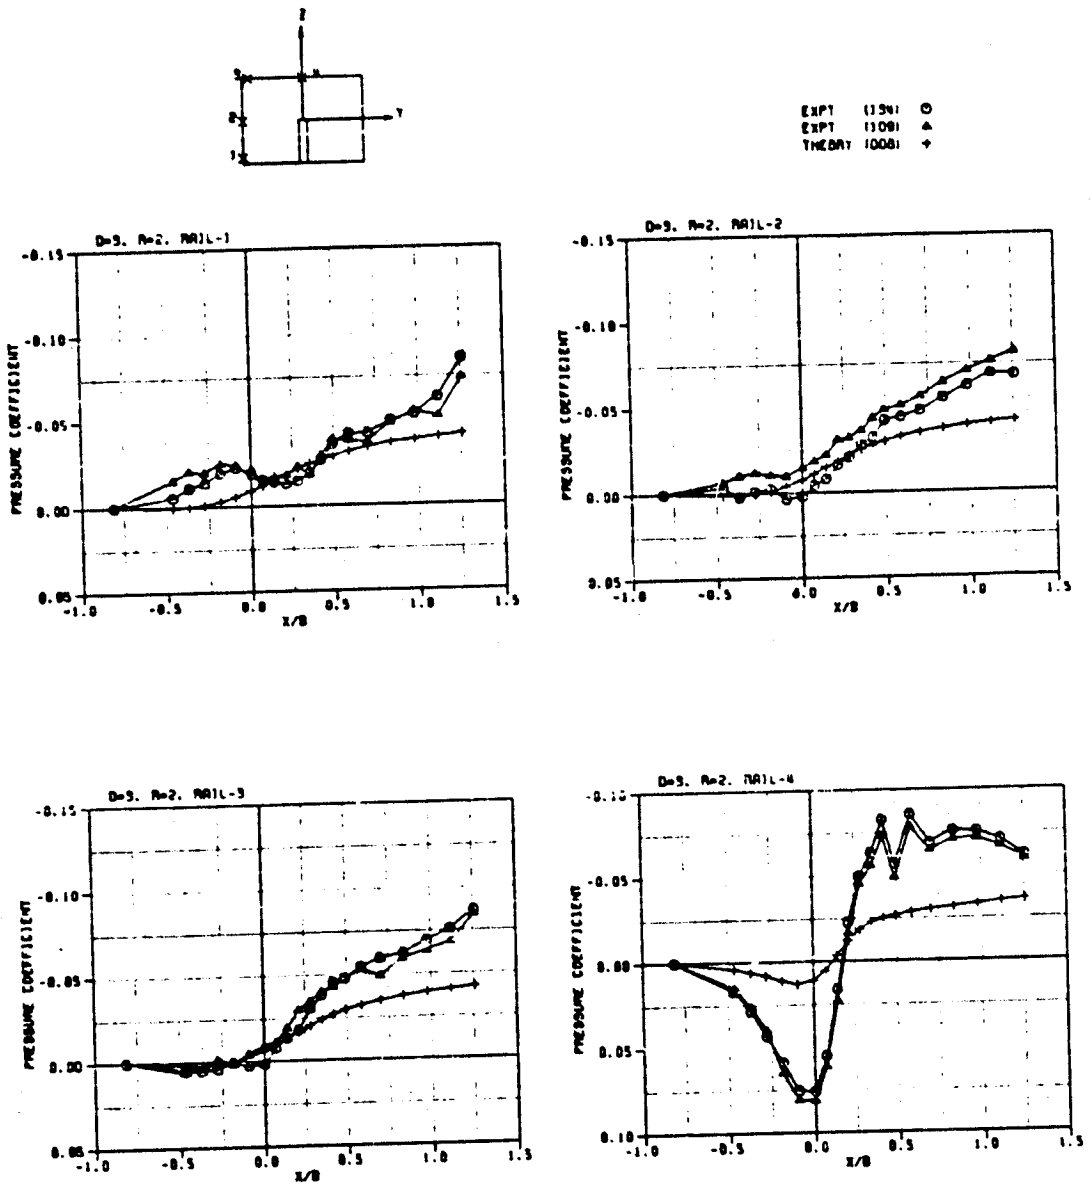 Z
3
4
2
Y
1
EXPT (134)
EXPT (109)
THEORY (008)
D=3. R=2. RAIL-1
-0.15
-0.10
-0.05
0.00
0.05
PRESSURE COEFFICIENT
-1.0 -0.5 0.0 0.5 1.0 1.5
X/B
D=3. R=2. RAIL-2
-0.15
-0.10
-0.05
0.00
0.05
PRESSURE COEFFICIENT
-1.0 -0.5 0.0 0.5 1.0 1.5
X/B
D=3. R=2. RAIL-3
-0.15
-0.10
-0.05
0.00
0.05
PRESSURE COEFFICIENT
-1.0 -0.5 0.0 0.5 1.0 1.5
X/B
D=3. R=2. RAIL-4
-0.10
-0.05
0.00
0.05
0.10
PRESSURE COEFFICIENT
-1.0 -0.5 0.0 0.5 1.0 1.5
X/B